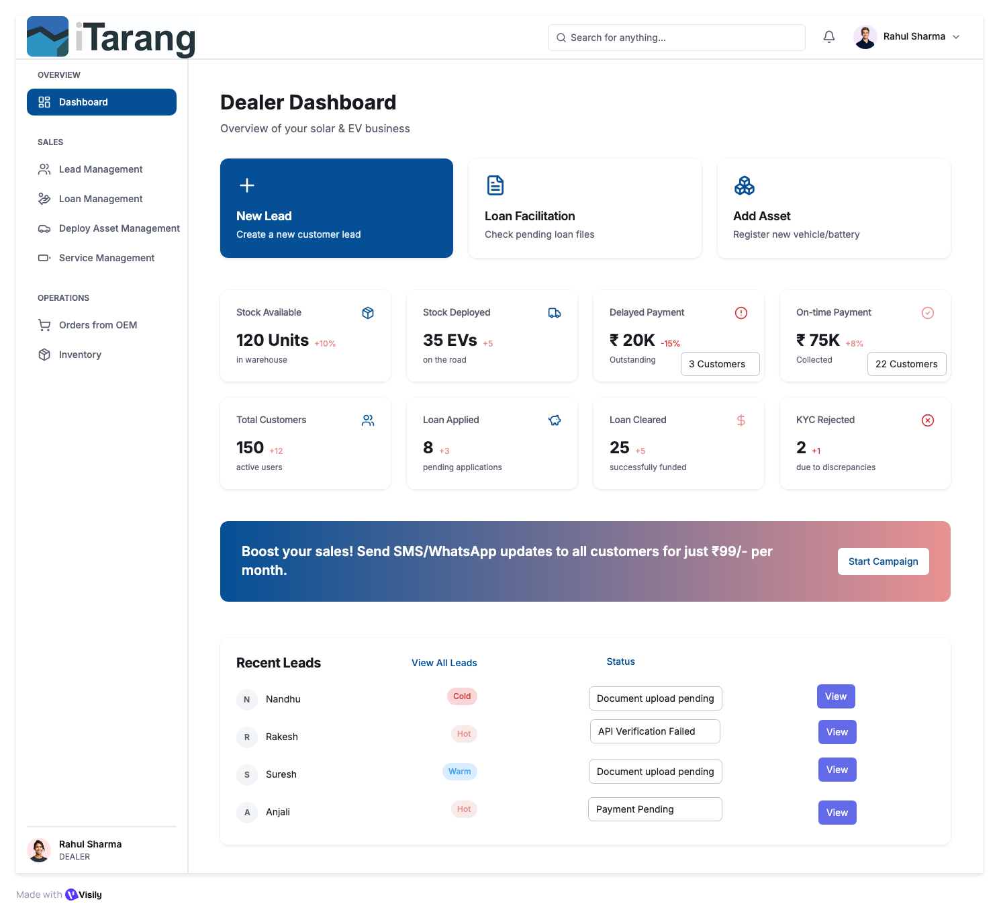 iTarang
Search for anything...
Rahul Sharma
OVERVIEW
Dashboard
SALES
Lead Management
Loan Management
Deploy Asset Management
Service Management
OPERATIONS
Orders from OEM
Inventory
Rahul Sharma
DEALER
Dealer Dashboard
Overview of your solar & EV business
New Lead
Create a new customer lead
Loan Facilitation
Check pending loan files
Add Asset
Register new vehicle/battery
Stock Available
120 Units +10%
in warehouse
Stock Deployed
35 EVs +5
on the road
Delayed Payment
₹ 20K -15%
Outstanding
3 Customers
On-time Payment
₹ 75K +8%
Collected
22 Customers
Total Customers
150 +12
active users
Loan Applied
8 +3
pending applications
Loan Cleared
25 +5
successfully funded
KYC Rejected
2 +1
due to discrepancies
Boost your sales! Send SMS/WhatsApp updates to all customers for just ₹99/- per
month.
Start Campaign
Recent Leads View All Leads Status
N Nandhu Cold Document upload pending View
R Rakesh Hot API Verification Failed View
S Suresh Warm Document upload pending View
A Anjali Hot Payment Pending View
Made with Visily